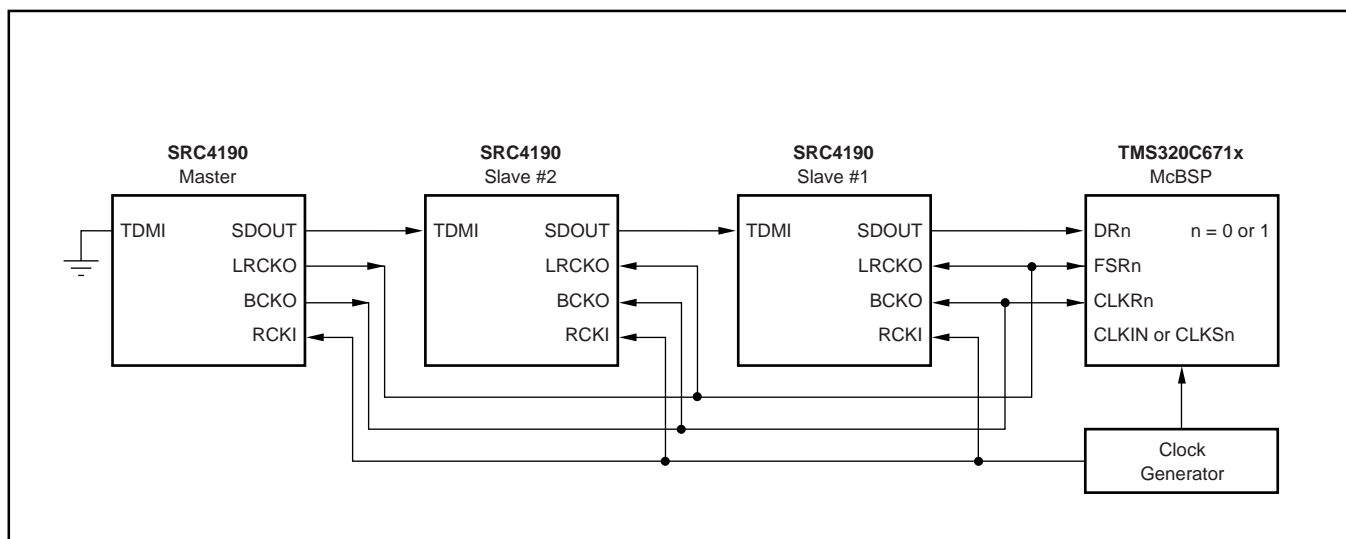 SRC4190
Master
SRC4190
Slave #2
SRC4190
Slave #1
TMS320C671x
McBSP
TDMI
SDOUT
LRCKO
BCKO
RCKI
TDMI
SDOUT
LRCKO
BCKO
RCKI
TDMI
SDOUT
LRCKO
BCKO
RCKI
DRn
n = 0 or 1
FSRn
CLKRn
CLKIN or CLKSn
Clock
Generator